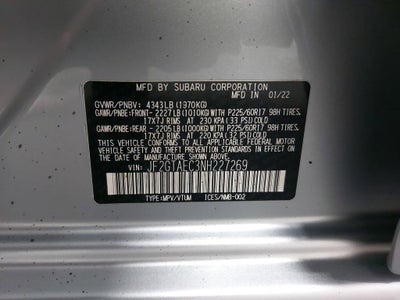 MFD. BY SUBARU CORPORATION
MFD IN 01/22
GVWR/PNBV: 4343LB(1970KG)
GAWR/PNBE:FRONT- 2227LB(1010KG)WITH P225/60R17 98H TIRES.
17X7J RIMS AT 230 KPA (33 PSI) COLD
GAWR/PNBE:REAR - 2205LB(1000KG)WITH P225/60R17 98H TIRES.
17X7J RIMS AT 220 KPA (32 PSI) COLD
THIS VEHICLE CONFORMS TO ALL APPLICABLE FEDERAL MOTOR
VEHICLE SAFETY AND THEFT PREVENTION STANDARDS IN EFFECT
ON THE DATE OF MANUFACTURE SHOWN ABOVE.
VIN: JF2GTAEC3NH227269
TYPE:MPV/VTUM ICES/NMB-002